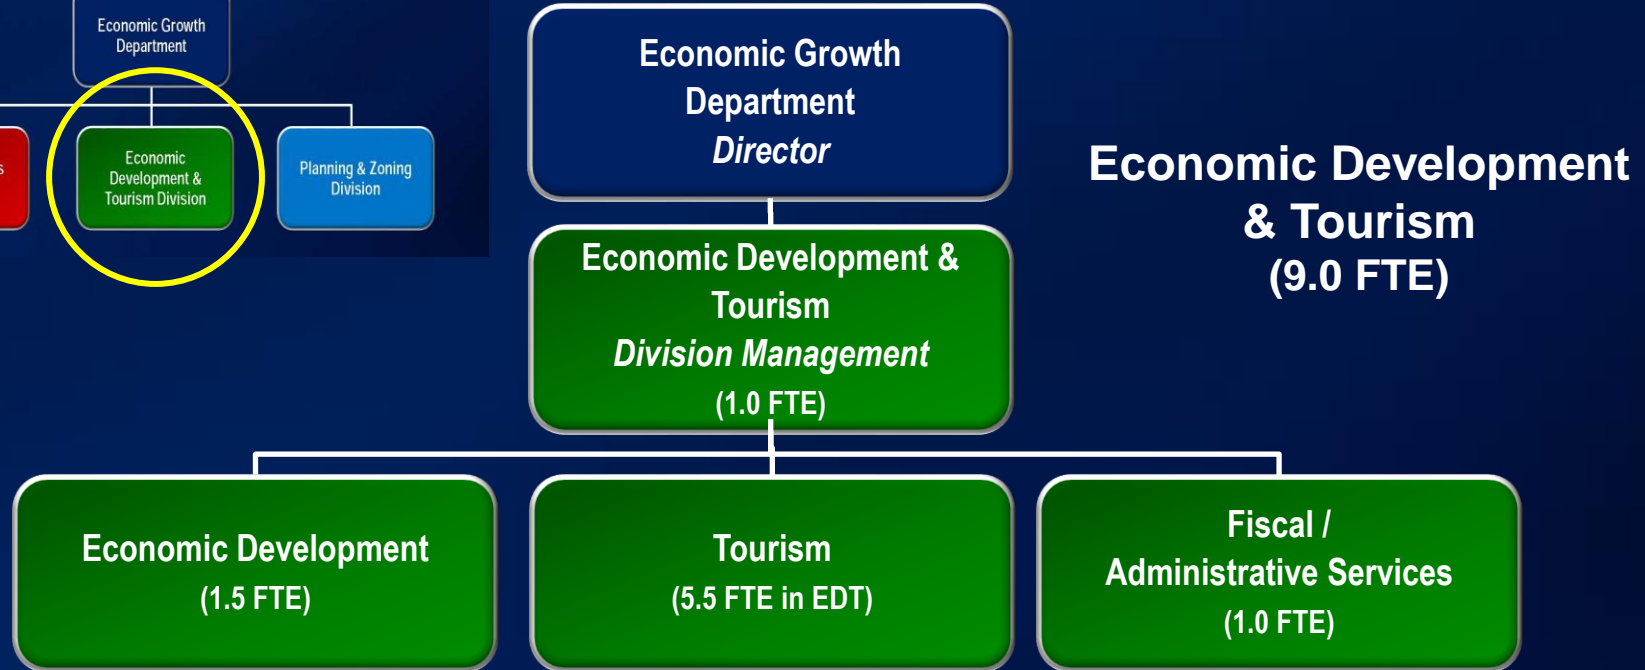 Economic Growth
Department
Economic
Development &
Tourism Division
Planning & Zoning
Division
Economic Growth
Department
Director
Economic Development
& Tourism
(9.0 FTE)
Economic Development &
Tourism
Division Management
(1.0 FTE)
Economic Development
(1.5 FTE)
Tourism
(5.5 FTE in EDT)
Fiscal /
Administrative Services
(1.0 FTE)